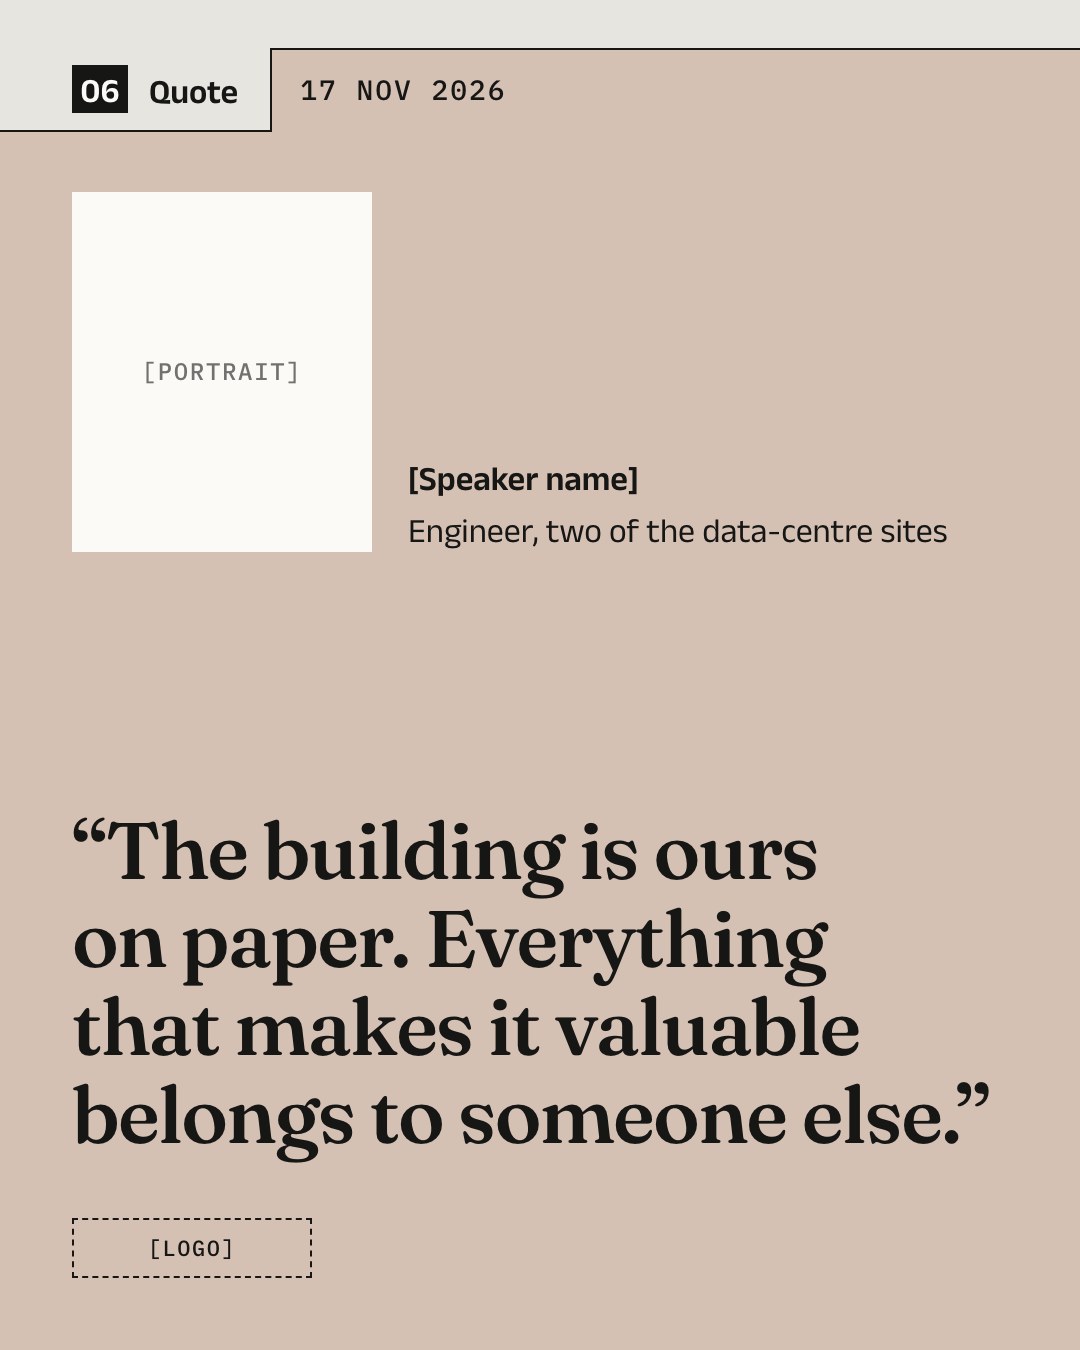 06 Quote
17 NOV 2026
[PORTRAIT]
[Speaker name]
Engineer, two of the data-centre sites
“The building is ours
on paper. Everything
that makes it valuable
belongs to someone else.”
[LOGO]